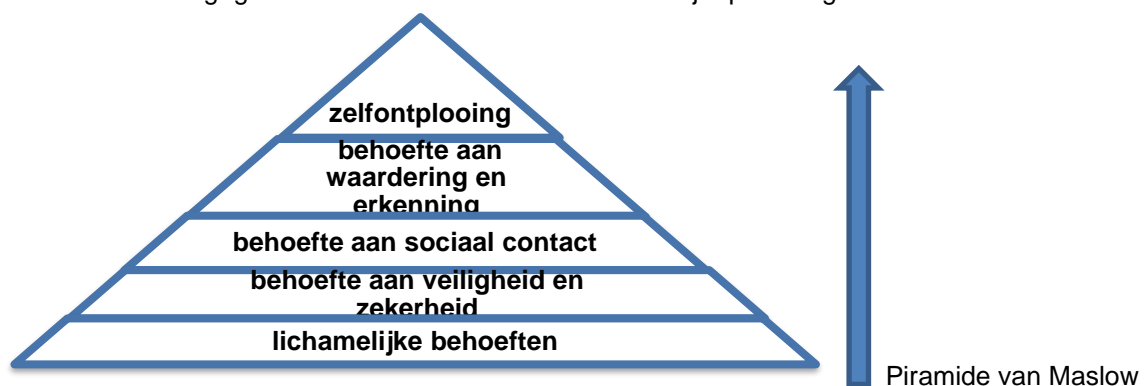 zelfontplooing
behoefte aan
waardering en
erkenning
behoefte aan sociaal contact
behoefte aan veiligheid en
zekerheid
lichamelijke behoeften
Piramide van Maslow